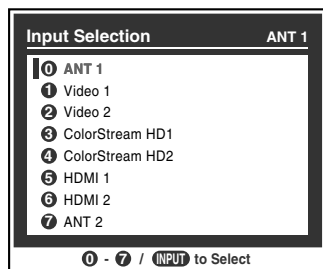 Input Selection ANT 1
0 ANT 1
1 Video 1
2 Video 2
3 ColorStream HD1
4 ColorStream HD2
5 HDMI 1
6 HDMI 2
7 ANT 2
0 - 7 / INPUT to Select